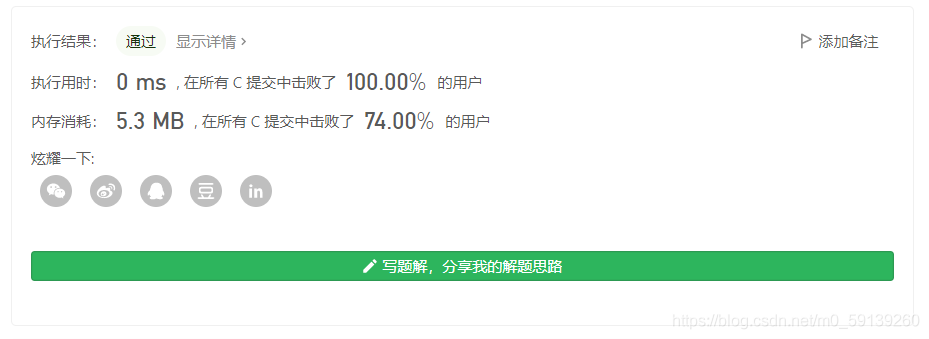 执行结果： 通过 显示详情 > 添加备注
执行用时： 0 ms , 在所有 C 提交中击败了 100.00% 的用户
内存消耗： 5.3 MB , 在所有 C 提交中击败了 74.00% 的用户
炫耀一下:
豆 in
写题解，分享我的解题思路
https://blog.csdn.net/m0_59139260